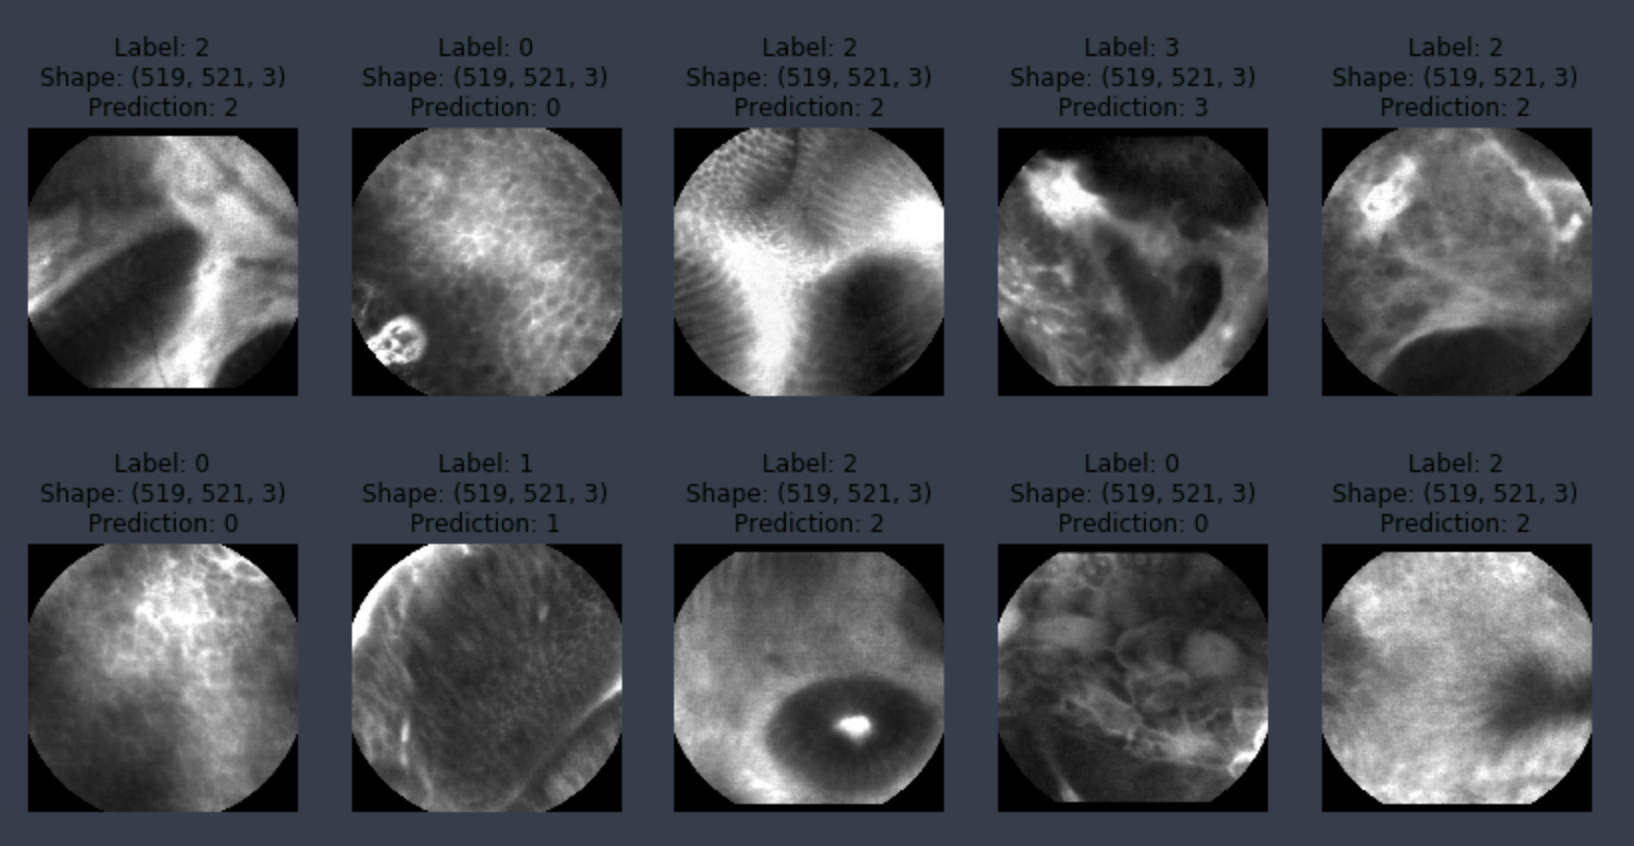 Label: 2
Shape: (519, 521, 3)
Prediction: 2
Label: 0
Shape: (519, 521, 3)
Prediction: 0
Label: 2
Shape: (519, 521, 3)
Prediction: 2
Label: 3
Shape: (519, 521, 3)
Prediction: 3
Label: 2
Shape: (519, 521, 3)
Prediction: 2
Label: 0
Shape: (519, 521, 3)
Prediction: 0
Label: 1
Shape: (519, 521, 3)
Prediction: 1
Label: 2
Shape: (519, 521, 3)
Prediction: 2
Label: 0
Shape: (519, 521, 3)
Prediction: 0
Label: 2
Shape: (519, 521, 3)
Prediction: 2